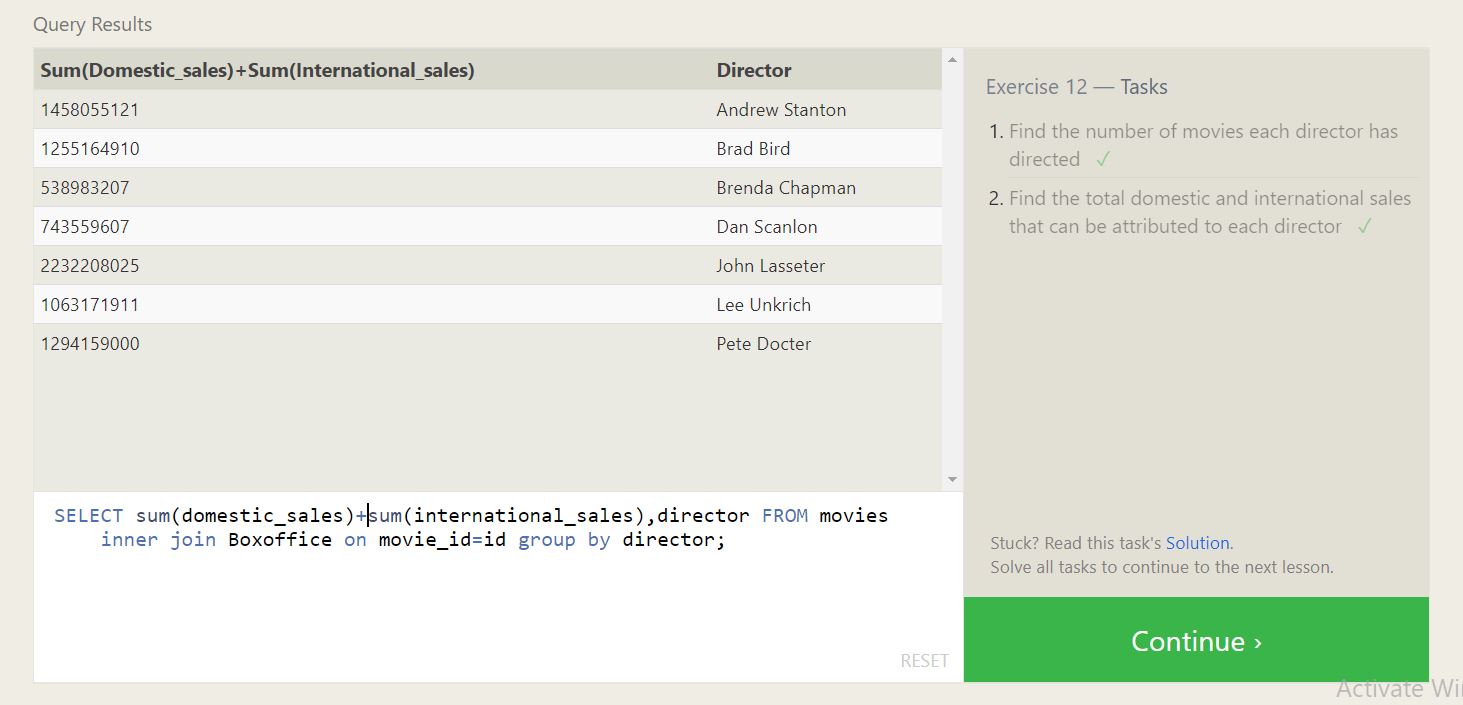 Query Results
Sum(Domestic_sales)+Sum(International_sales) Director
1458055121 Andrew Stanton
1255164910 Brad Bird
538983207 Brenda Chapman
743559607 Dan Scanlon
2232208025 John Lasseter
1063171911 Lee Unkrich
1294159000 Pete Docter
SELECT sum(domestic_sales)+sum(international_sales),director FROM movies
inner join Boxoffice on movie_id=id group by director;
RESET
Exercise 12 — Tasks
1. Find the number of movies each director has
directed ✓
2. Find the total domestic and international sales
that can be attributed to each director ✓
Stuck? Read this task's Solution.
Solve all tasks to continue to the next lesson.
Continue ›
Activate Wi